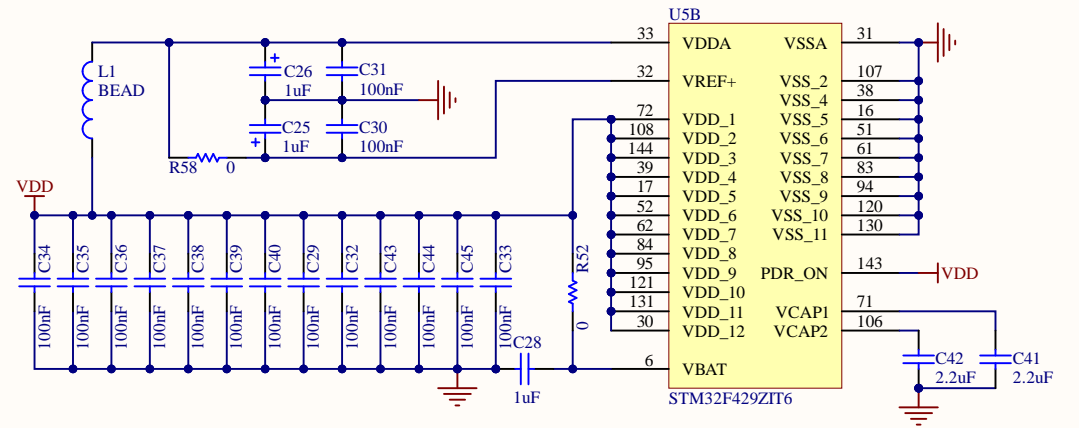 U5B
L1
BEAD
C26
1uF
C31
100nF
C25
1uF
C30
100nF
R58
0
33
VDDA
VSSA
31
32
VREF+
VSS_2
107
VSS_4
38
72
VDD_1
VSS_5
16
108
VDD_2
VSS_6
51
144
VDD_3
VSS_7
61
39
VDD_4
VSS_8
83
17
VDD_5
VSS_9
94
52
VDD_6
VSS_10
120
62
VDD_7
VSS_11
130
84
VDD_8
95
VDD_9
PDR_ON
143
VDD
121
VDD_10
131
VDD_11
VCAP1
71
30
VDD_12
VCAP2
106
6
VBAT
STM32F429ZIT6
VDD
C34
100nF
C35
100nF
C36
100nF
C37
100nF
C38
100nF
C39
100nF
C40
100nF
C29
100nF
C32
100nF
C43
100nF
C44
100nF
C45
100nF
C33
100nF
R52
0
C28
1uF
C42
2.2uF
C41
2.2uF